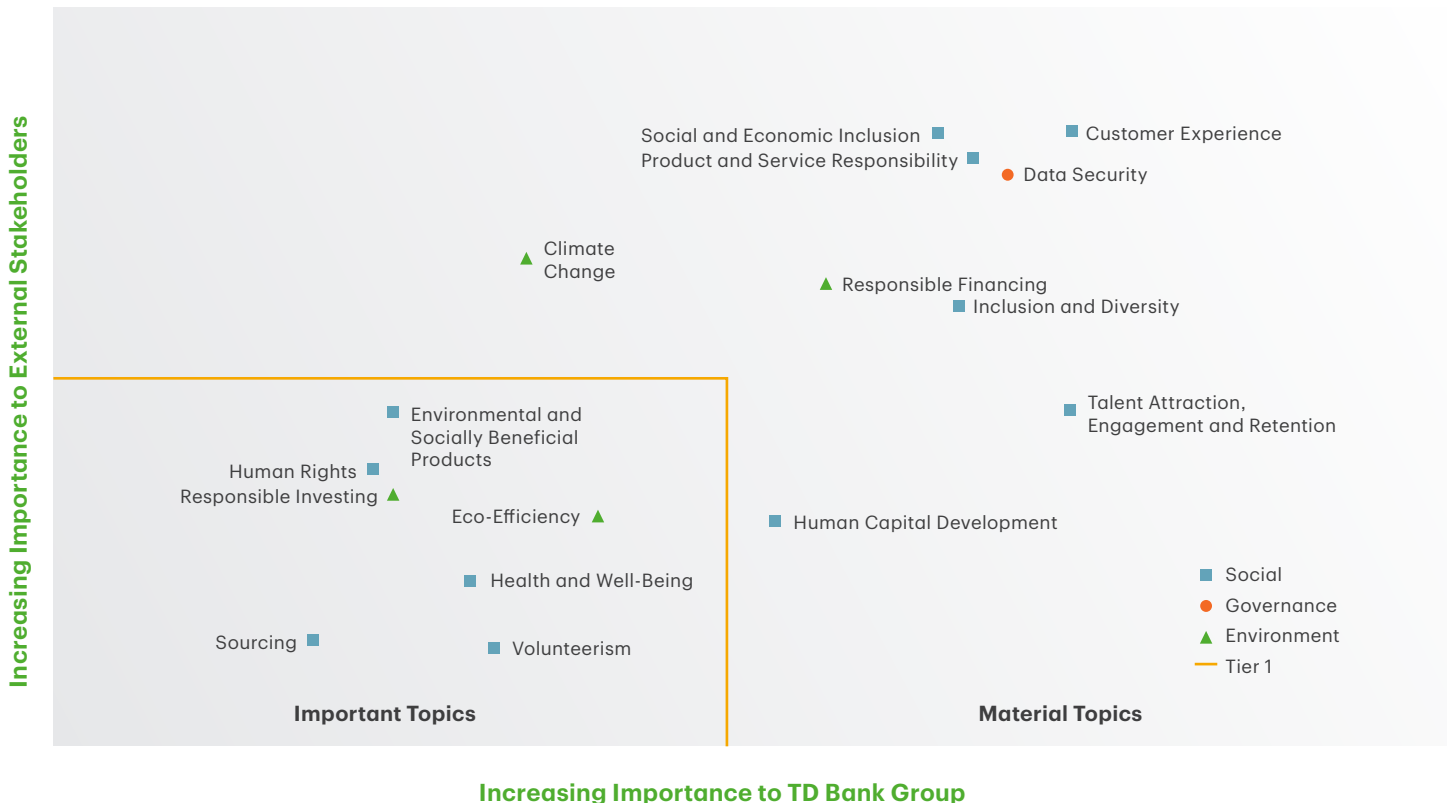 Increasing Importance to External Stakeholders
Social and Economic Inclusion
Customer Experience
Product and Service Responsibility
Data Security
Climate
Change
Responsible Financing
Inclusion and Diversity
Talent Attraction,
Engagement and Retention
Environmental and
Socially Beneficial
Products
Human Rights
Responsible Investing
Eco-Efficiency
Human Capital Development
Health and Well-Being
Sourcing
Volunteerism
Social
Governance
Environment
Tier 1
Important Topics
Material Topics
Increasing Importance to TD Bank Group